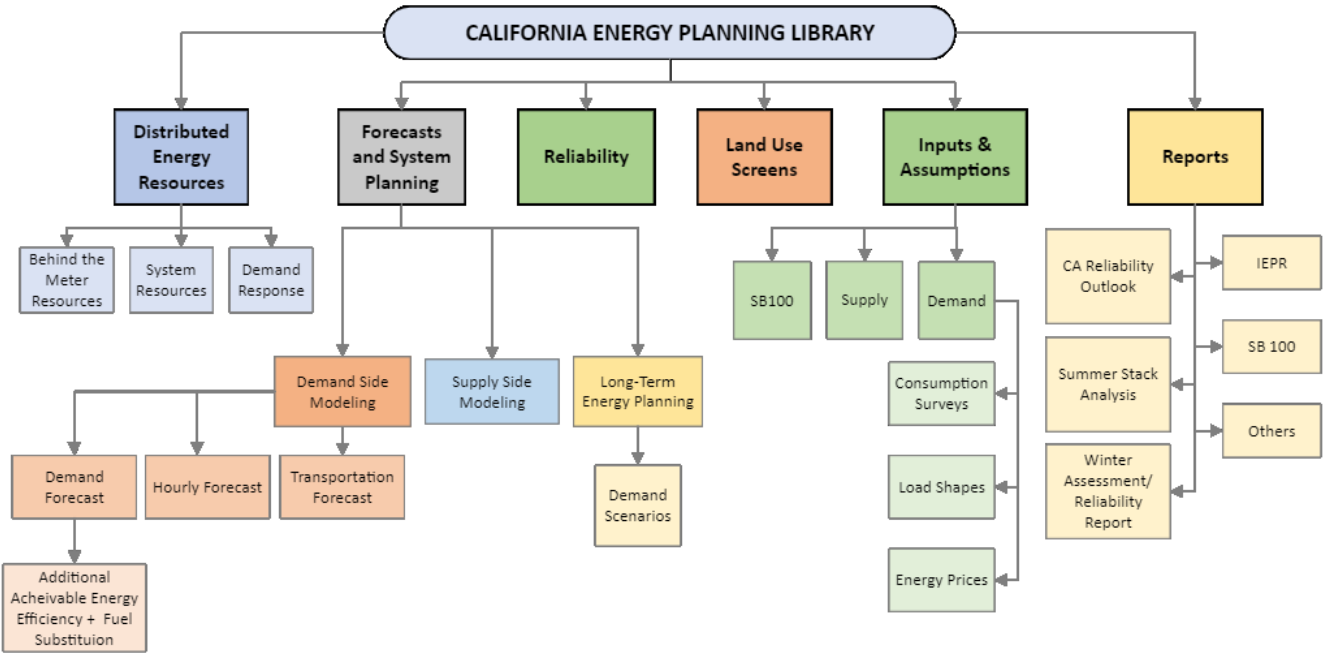 CALIFORNIA ENERGY PLANNING LIBRARY
Distributed
Energy
Resources
Forecasts
and System
Planning
Reliability
Land Use
Screens
Inputs &
Assumptions
Reports
Behind the
Meter
Resources
System
Resources
Demand
Response
SB100
Supply
Demand
CA Reliability
Outlook
IEPR
Summer Stack
Analysis
SB 100
Winter
Assessment/
Reliability
Report
Others
Demand Side
Modeling
Supply Side
Modeling
Long-Term
Energy Planning
Consumption
Surveys
Load Shapes
Energy Prices
Demand
Forecast
Hourly Forecast
Transportation
Forecast
Demand
Scenarios
Additional
Acheivable Energy
Efficiency + Fuel
Substituion